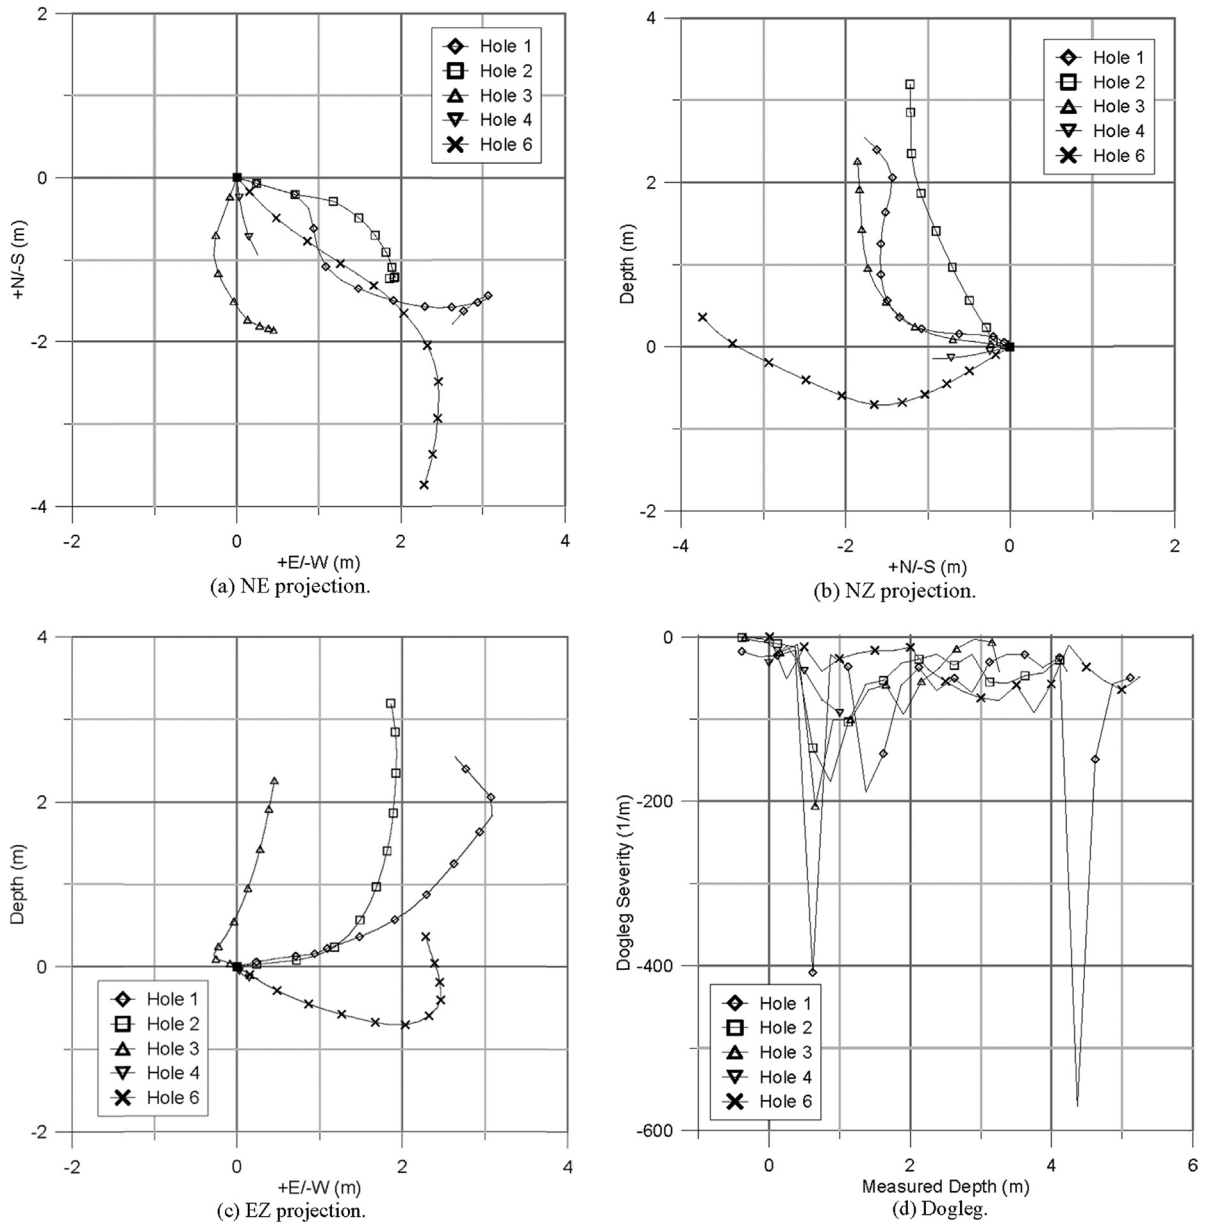 2
0
-2
-4
+N/-S (m)
-2
0
2
4
+E/-W (m)
Hole 1
Hole 2
Hole 3
Hole 4
Hole 6
(a) NE projection.
4
2
0
-2
Depth (m)
-4
-2
0
2
+N/-S (m)
Hole 1
Hole 2
Hole 3
Hole 4
Hole 6
(b) NZ projection.
4
2
0
-2
Depth (m)
-2
0
2
4
+E/-W (m)
Hole 1
Hole 2
Hole 3
Hole 4
Hole 6
(c) EZ projection.
0
-200
-400
-600
Dogleg Severity (1/m)
0
2
4
6
Measured Depth (m)
Hole 1
Hole 2
Hole 3
Hole 4
Hole 6
(d) Dogleg.